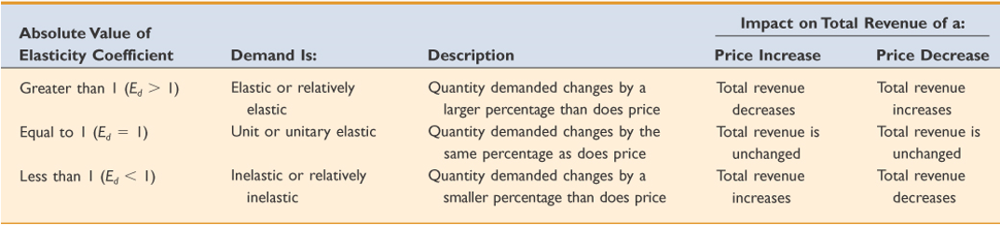 Impact on Total Revenue of a:
Absolute Value of
Elasticity Coefficient Demand Is: Description Price Increase Price Decrease
Greater than 1 (Ed > 1) Elastic or relatively Quantity demanded changes by a Total revenue Total revenue
elastic larger percentage than does price decreases increases
Equal to 1 (Ed = 1) Unit or unitary elastic Quantity demanded changes by the Total revenue is Total revenue is
same percentage as does price unchanged unchanged
Less than 1 (Ed < 1) Inelastic or relatively Quantity demanded changes by a Total revenue Total revenue
inelastic smaller percentage than does price increases decreases